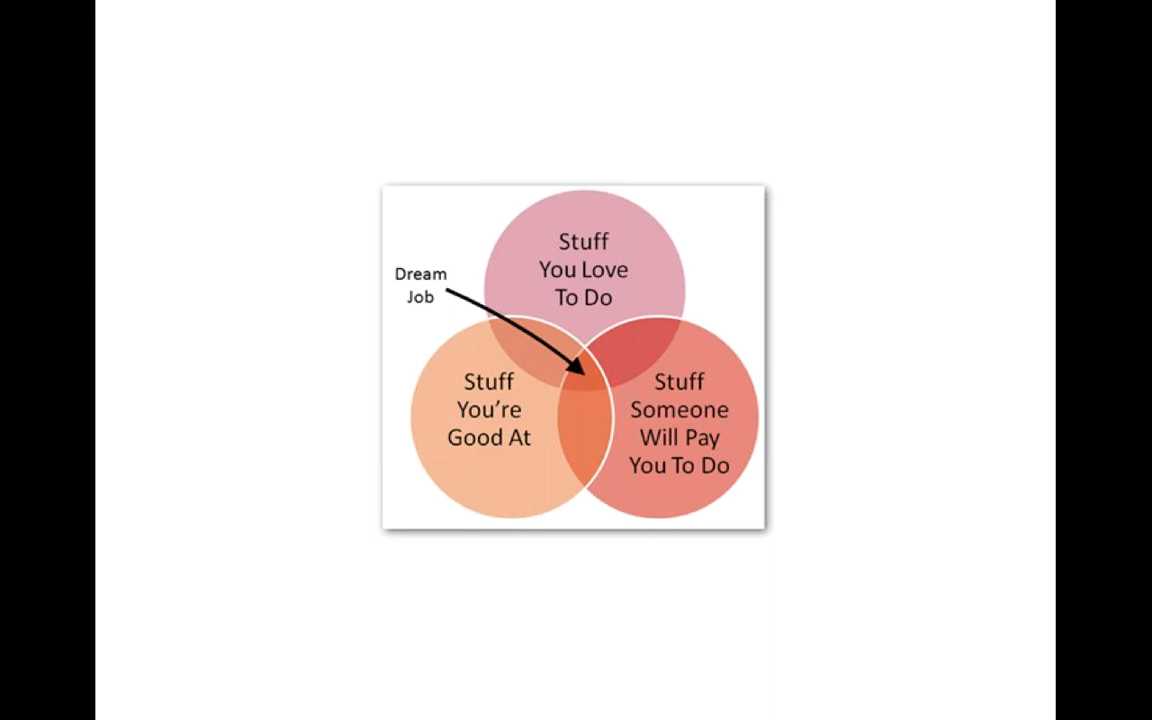 Stuff
You Love
To Do
Dream
Job
Stuff
You’re
Good At
Stuff
Someone
Will Pay
You To Do